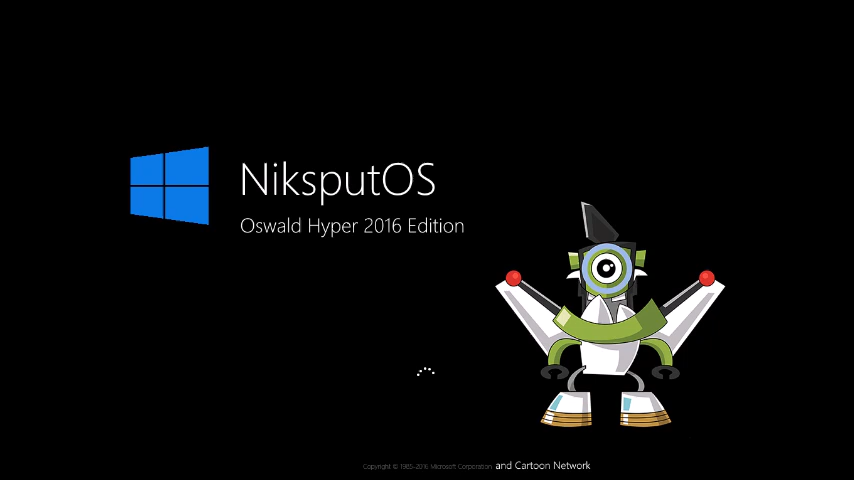 NiksputOS
Oswald Hyper 2016 Edition
Copyright © 1985-2016 Microsoft Corporation and Cartoon Network